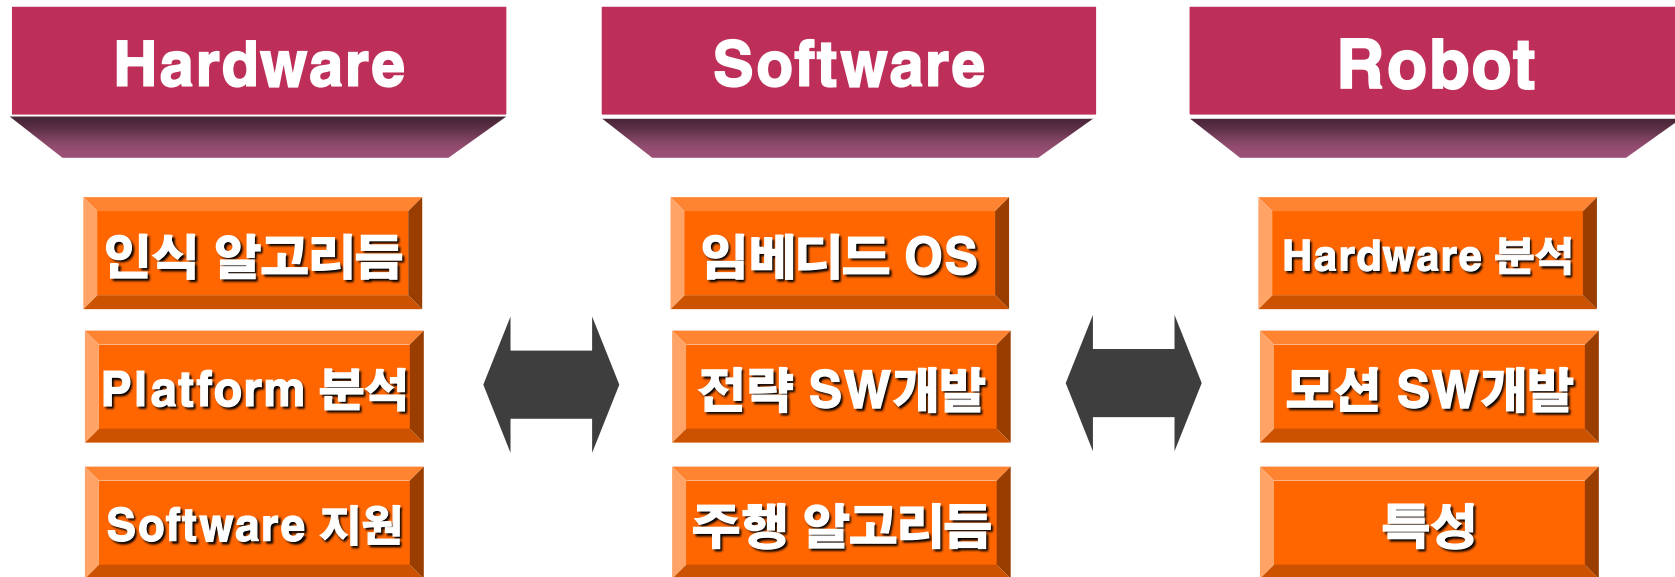 Hardware
Software
Robot
인식 알고리듬
임베디드 OS
Hardware 분석
Platform 분석
전략 SW개발
모션 SW개발
Software 지원
주행 알고리듬
특성